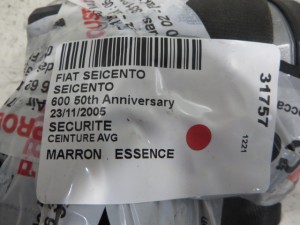 FIAT SEICENTO
SEICENTO
600 50th Anniversary
23/11/2005
SECURITE
CEINTURE AVG
MARRON ESSENCE
31757
1221